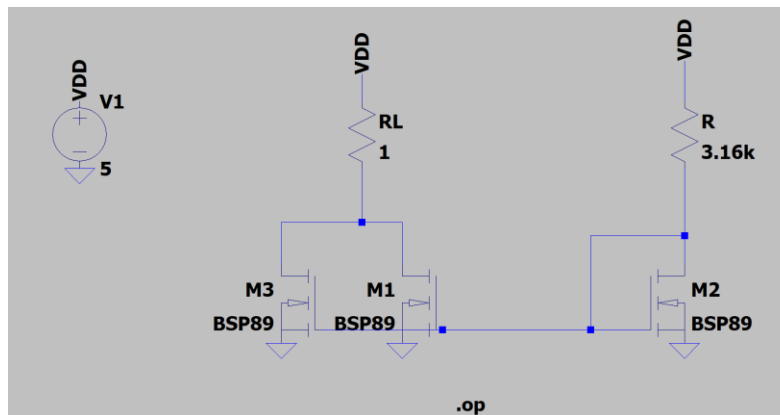 VDD
V1
5
VDD
RL
1
VDD
R
3.16k
M3
BSP89
M1
BSP89
M2
BSP89
.op